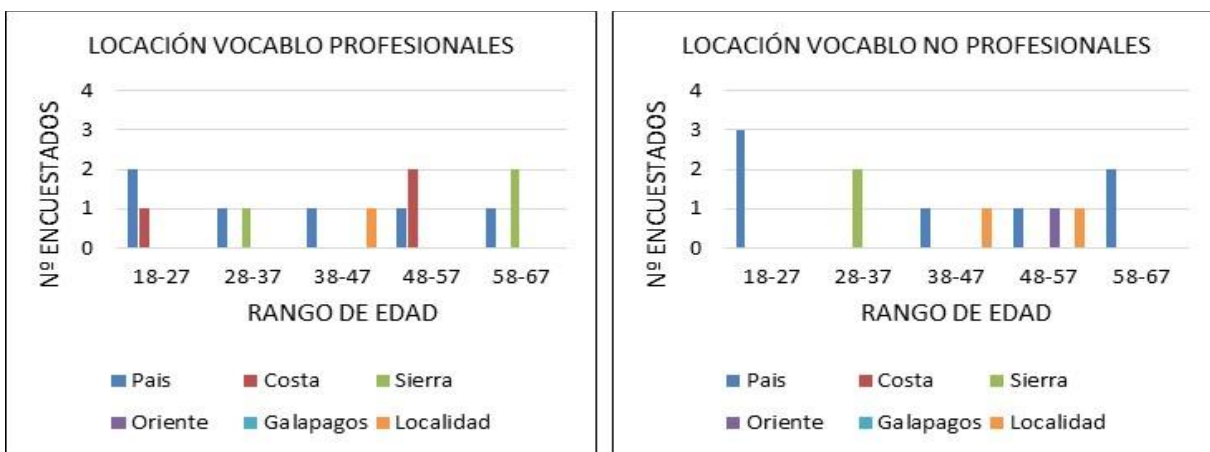 LOCACIÓN VOCABLO PROFESIONALES
Nº ENCUESTADOS
4
3
2
1
0
18-27 28-37 38-47 48-57 58-67
RANGO DE EDAD
Pais Costa Sierra
Oriente Galapagos Localidad
LOCACIÓN VOCABLO NO PROFESIONALES
Nº ENCUESTADOS
4
3
2
1
0
18-27 28-37 38-47 48-57 58-67
RANGO DE EDAD
Pais Costa Sierra
Oriente Galapagos Localidad